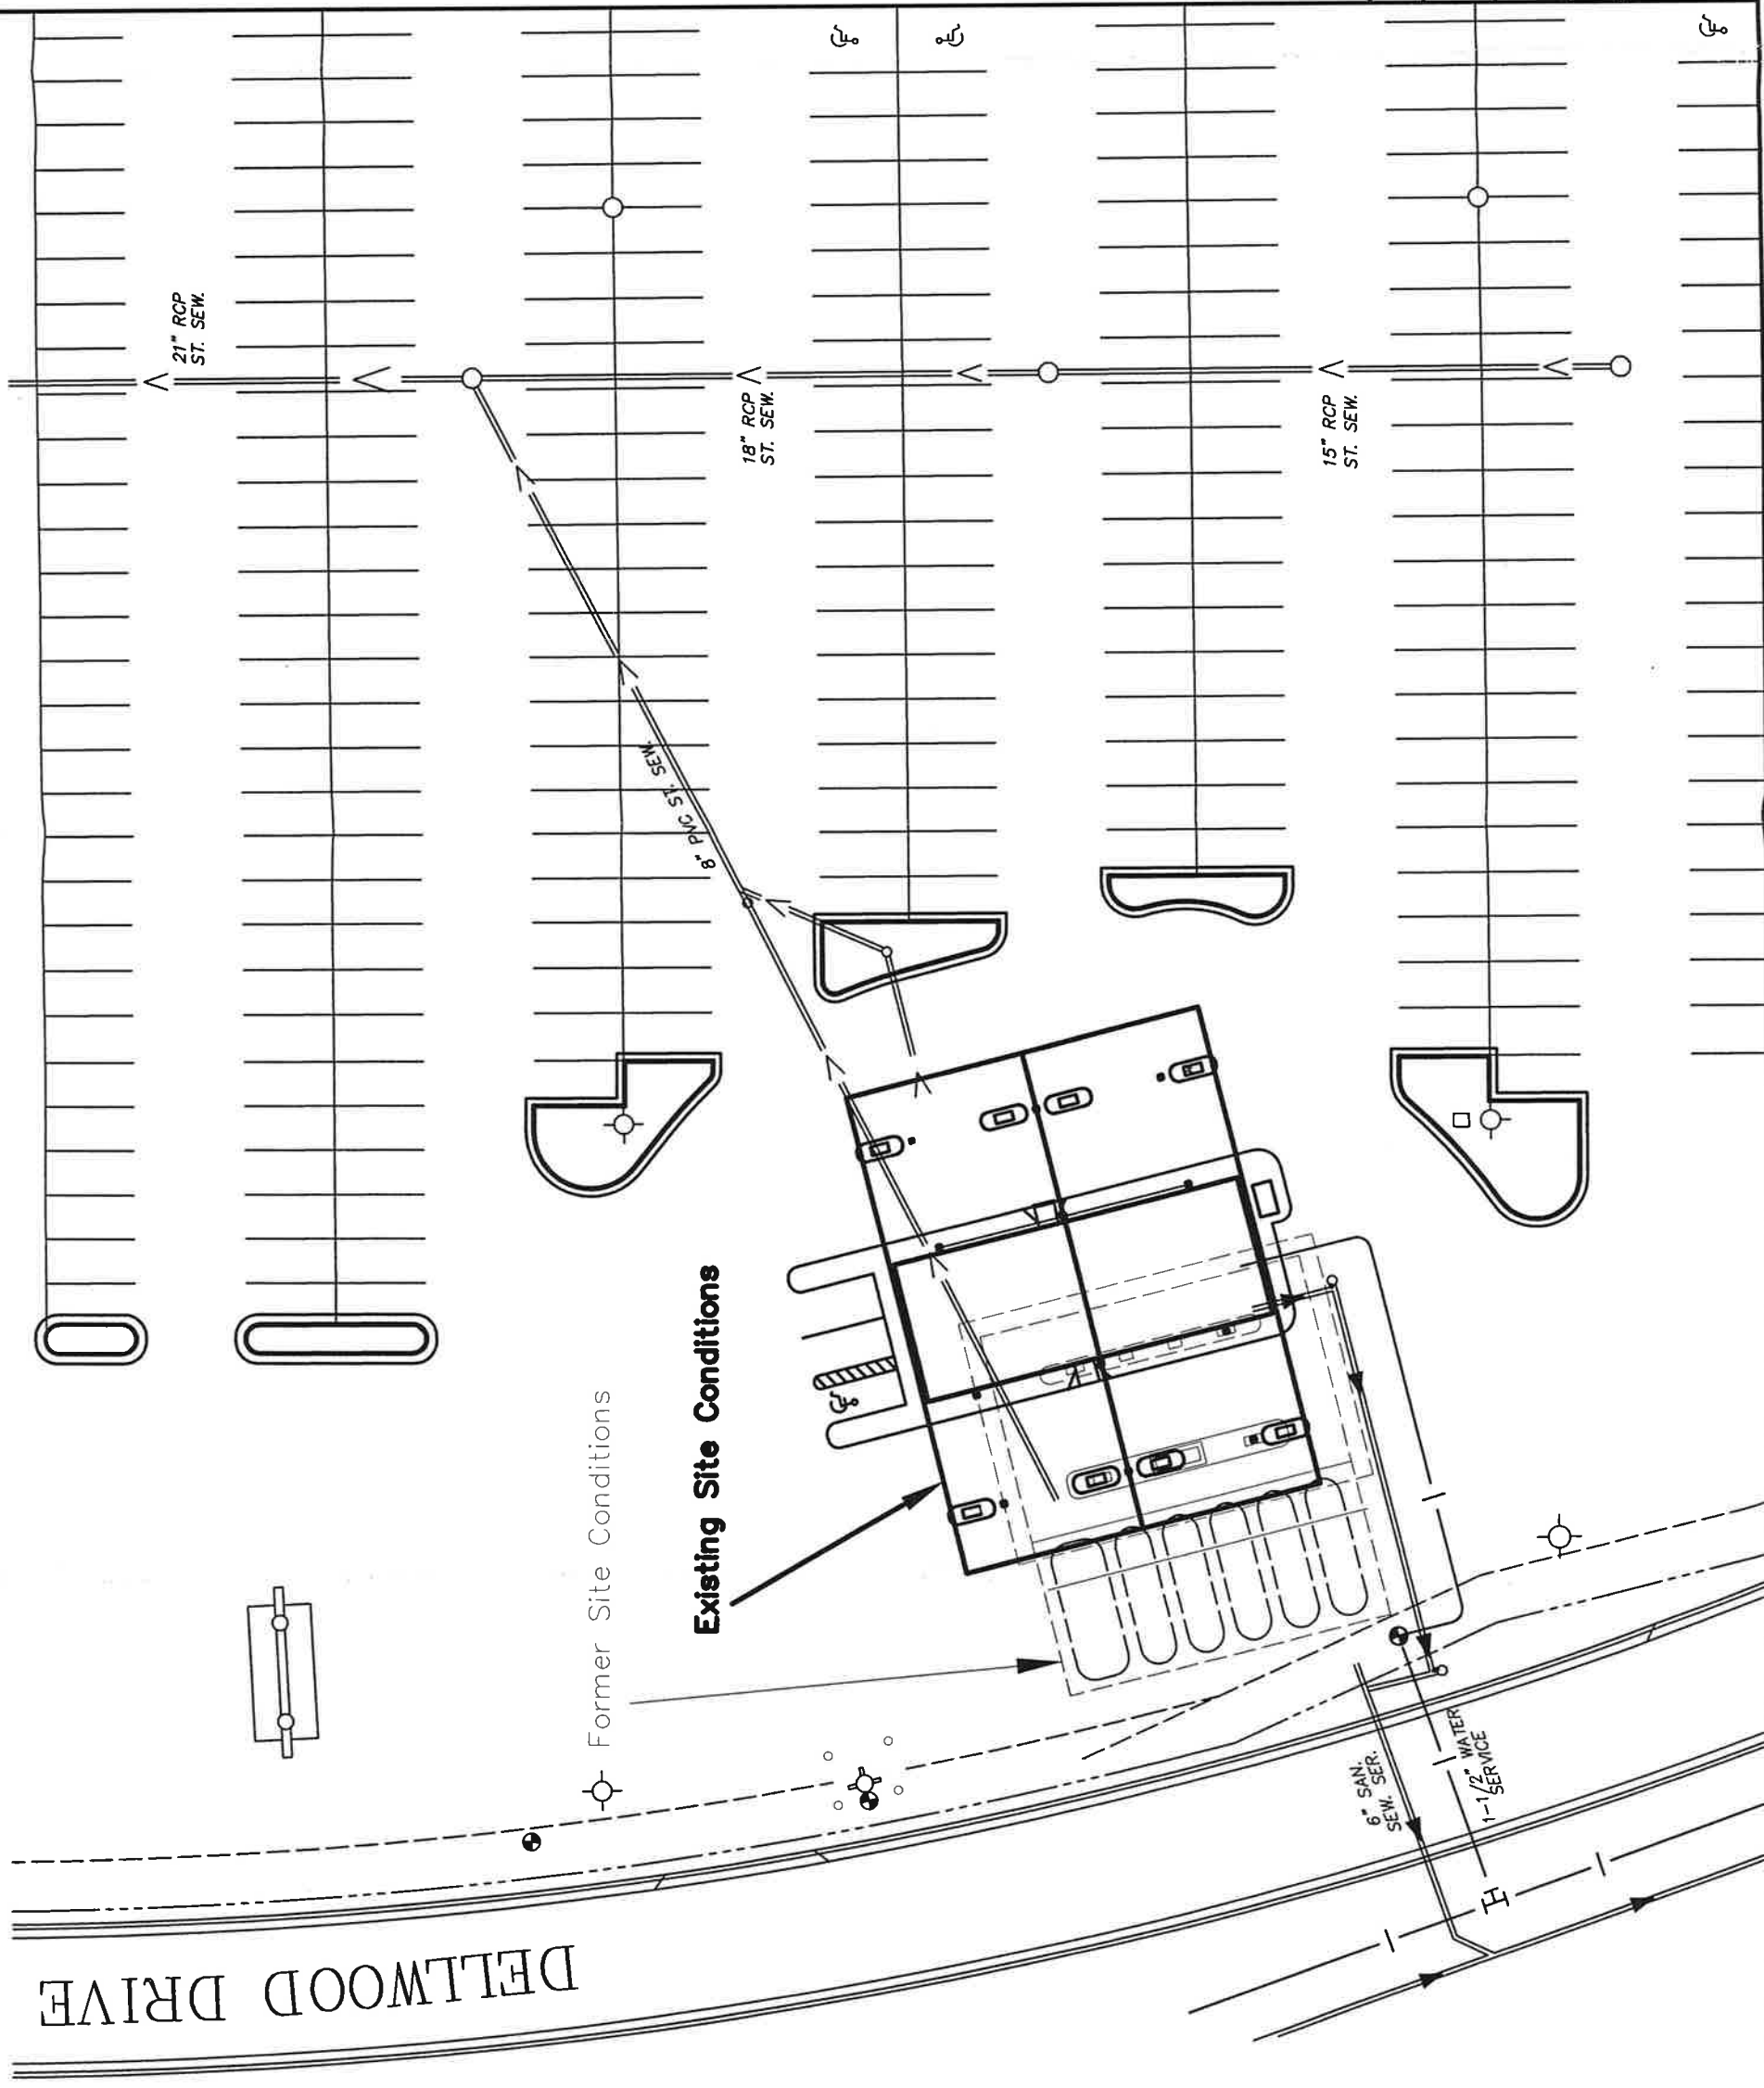 21" RCP
ST. SEW.
18" RCP
ST. SEW.
15" RCP
ST. SEW.
8" PVC ST. SEW.
Former Site Conditions
Existing Site Conditions
6" SAN.
SEW. SER.
1-1/2" WATER
SERVICE
DELLWOOD DRIVE